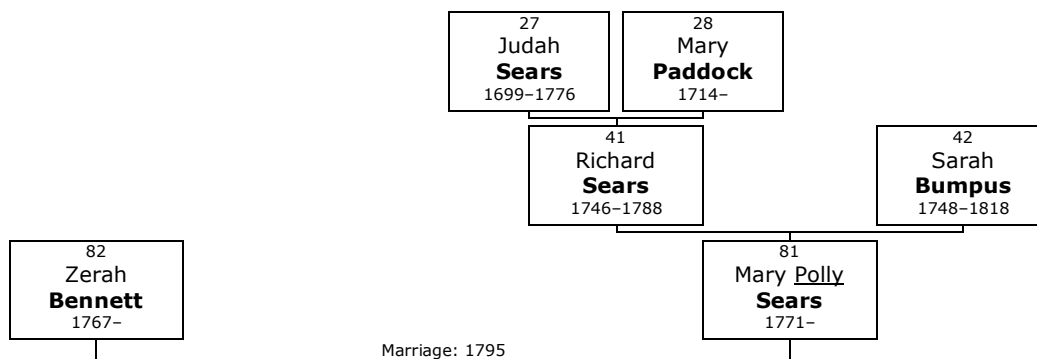 27
Judah
Sears
1699–1776
28
Mary
Paddock
1714–
41
Richard
Sears
1746–1788
42
Sarah
Bumpus
1748–1818
82
Zerah
Bennett
1767–
81
Mary Polly
Sears
1771–
Marriage: 1795